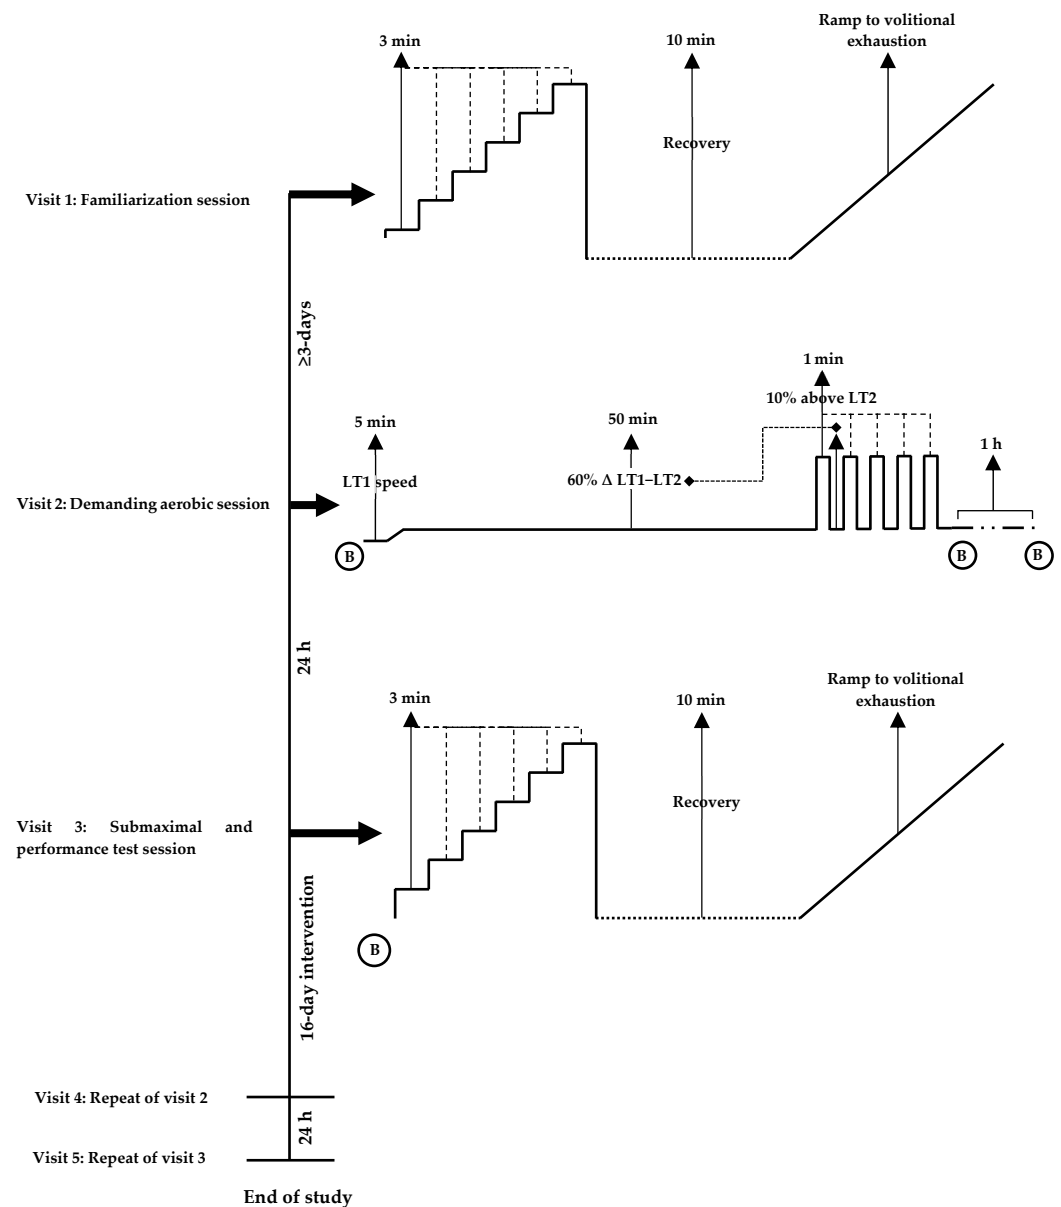 Ramp to volitional
exhaustion
3 min
10 min
Recovery
Visit 1: Familiarization session
≥3-days
1 min
10% above LT2
5 min
50 min
1 h
LT1 speed
60% Δ LT1–LT2
Visit 2: Demanding aerobic session
B
B
B
24 h
Ramp to volitional
exhaustion
3 min
10 min
Recovery
Visit 3: Submaximal and
performance test session
B
16-day intervention
Visit 4: Repeat of visit 2
24 h
Visit 5: Repeat of visit 3
End of study